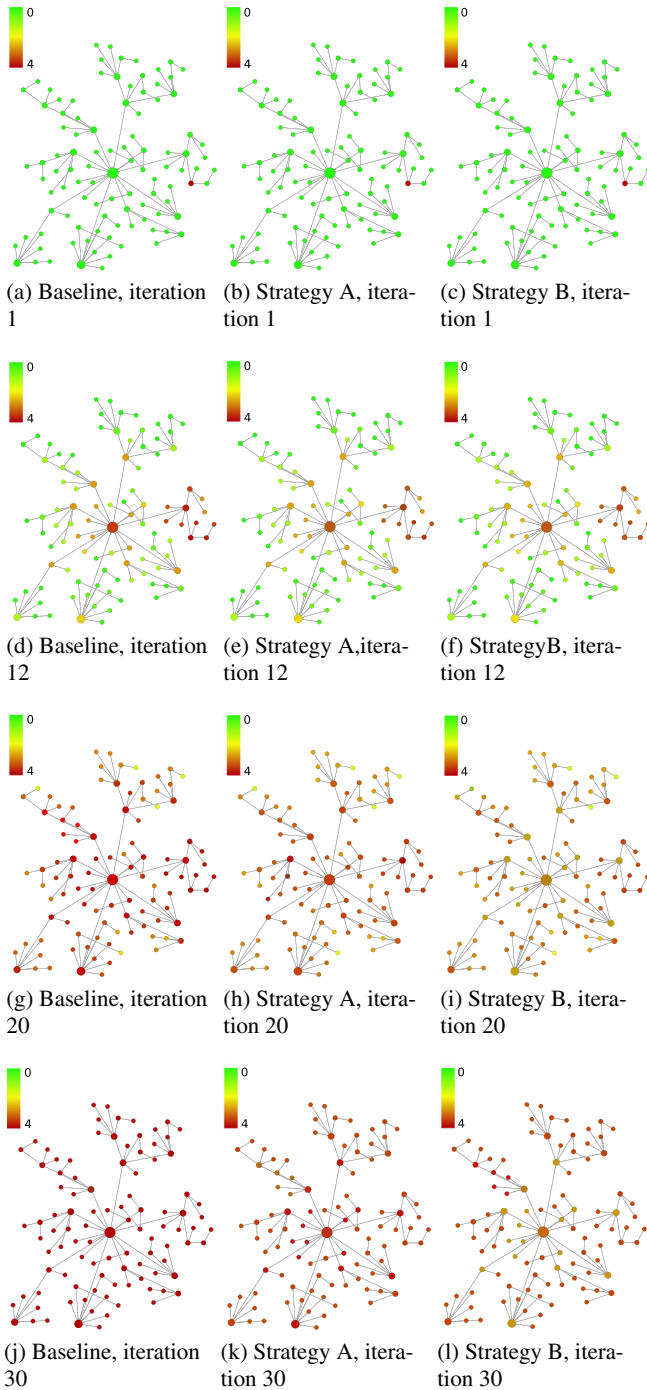 0
4
0
4
0
4
(a) Baseline, iteration
1
(b) Strategy A, itera-
tion 1
(c) Strategy B, itera-
tion 1
0
4
0
4
0
4
(d) Baseline, iteration
12
(e) Strategy A,itera-
tion 12
(f) StrategyB, itera-
tion 12
0
4
0
4
0
4
(g) Baseline, iteration
20
(h) Strategy A, itera-
tion 20
(i) Strategy B, itera-
tion 20
0
4
0
4
0
4
(j) Baseline, iteration
30
(k) Strategy A, itera-
tion 30
(l) Strategy B, itera-
tion 30